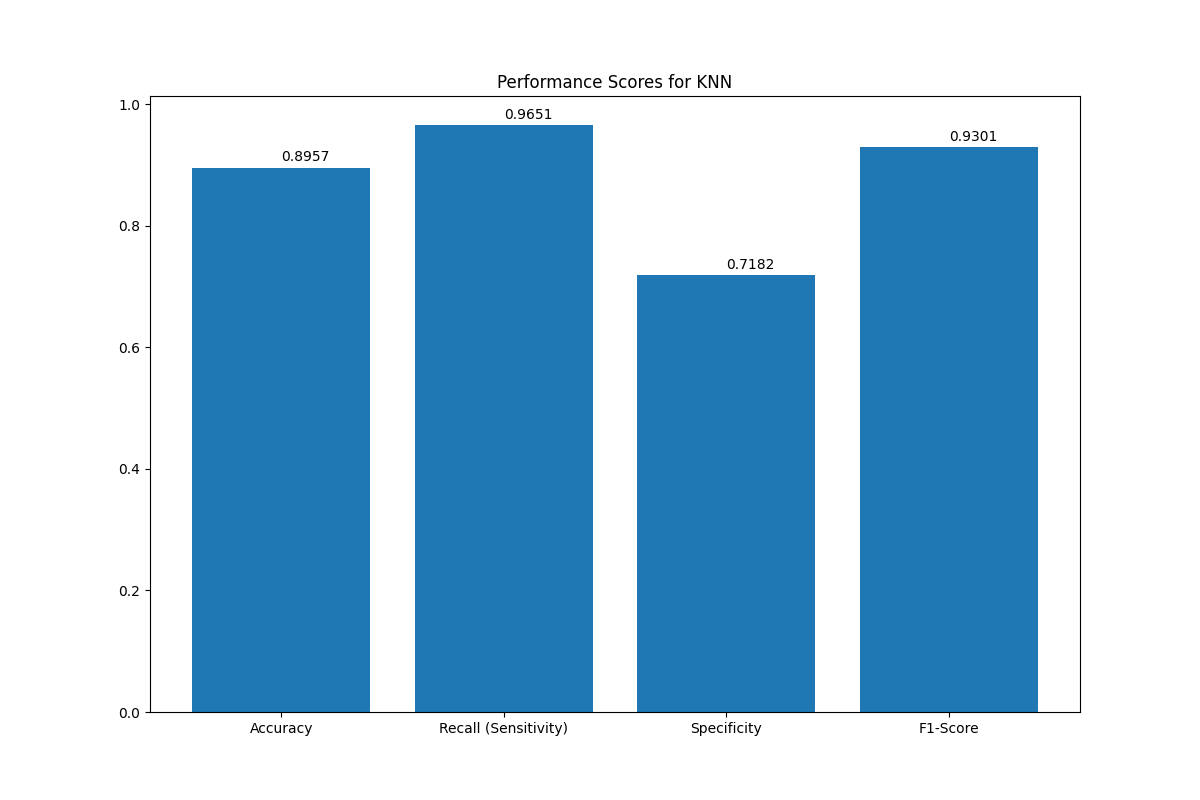 Performance Scores for KNN
1.0
0.8
0.6
0.4
0.2
0.0
0.8957
0.9651
0.7182
0.9301
Accuracy
Recall (Sensitivity)
Specificity
F1-Score